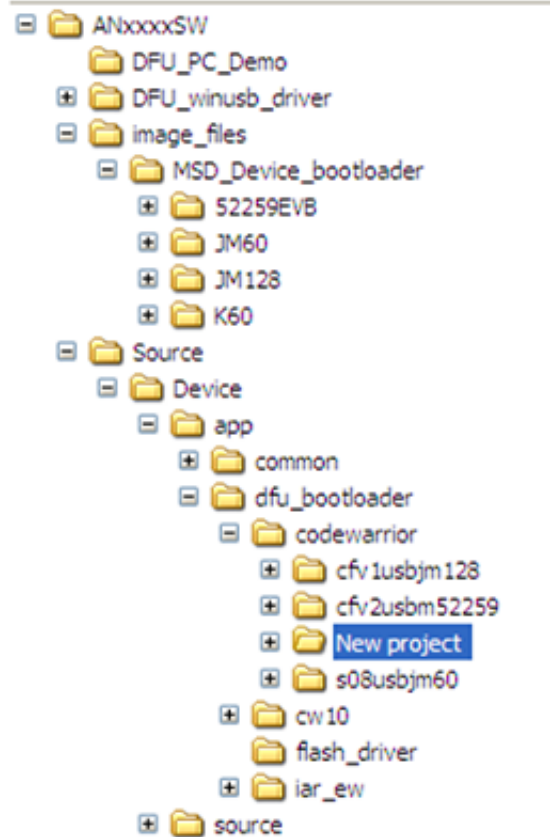 ANxxxxSW
DFU_PC_Demo
DFU_winusb_driver
image_files
MSD_Device_bootloader
52259EVB
JM60
JM128
K60
Source
Device
app
common
dfu_bootloader
codewarrior
cfv1usbjm128
cfv2usbm52259
New project
s08usbjm60
cw10
flash_driver
iar_ew
source